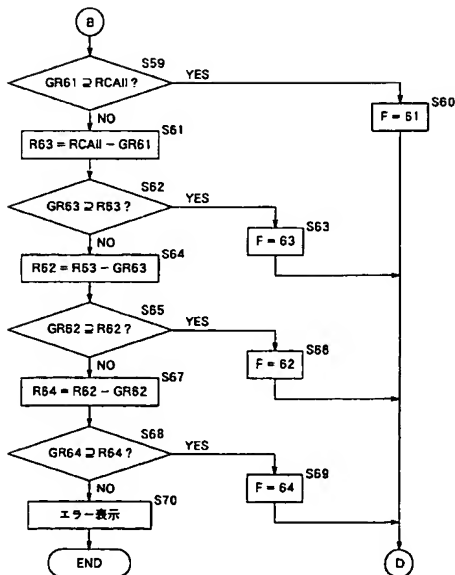 B
S59
GR61 ⊇ RCAll ?
YES
S60
F = 61
NO
S61
R63 = RCAll − GR61
S62
GR63 ⊇ R63 ?
YES
S63
F = 63
NO
S64
R62 = R63 − GR63
S65
GR62 ⊇ R62 ?
YES
S66
F = 62
NO
S67
R64 = R62 − GR62
S68
GR64 ⊇ R64 ?
YES
S69
F = 64
NO
S70
エラー表示
END
D